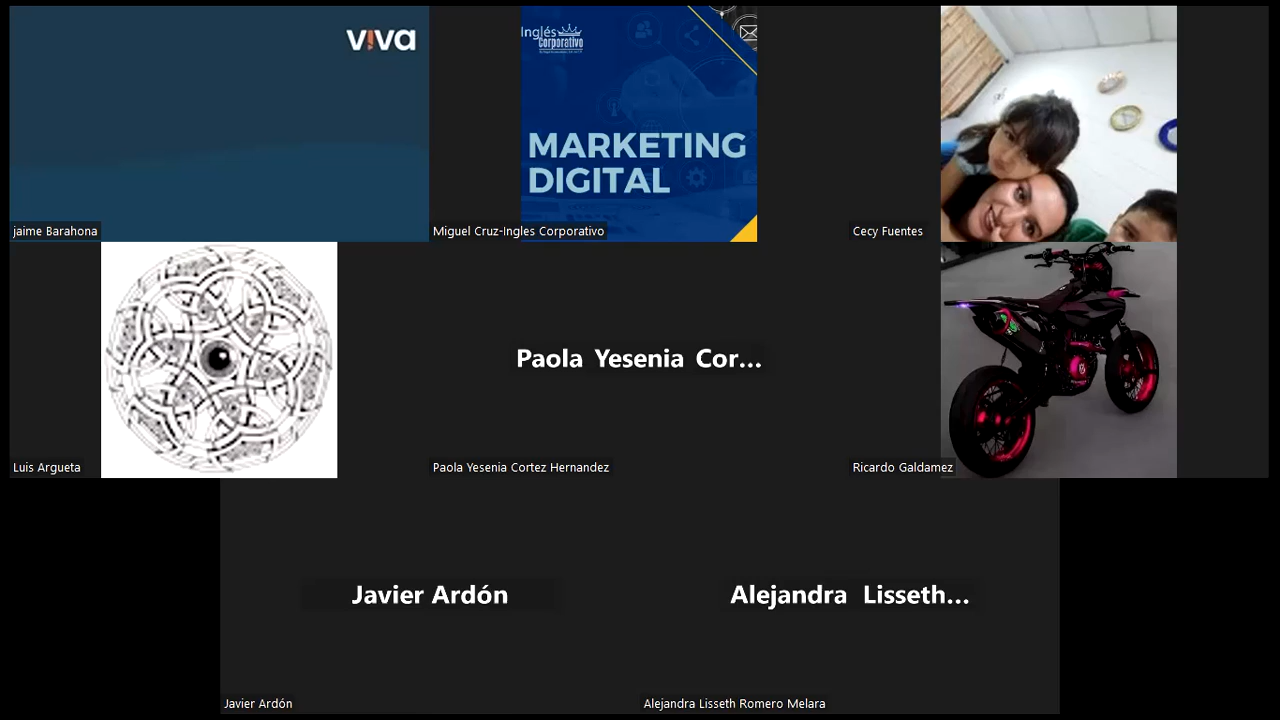 VIVA
jaime Barahona
Inglés
Corporativo
MARKETING
DIGITAL
Miguel Cruz-Ingles Corporativo
Cecy Fuentes
Luis Argueta
Paola Yesenia Cor...
Paola Yesenia Cortez Hernandez
Ricardo Galdamez
Javier Ardón
Javier Ardón
Alejandra Lisseth...
Alejandra Lisseth Romero Melara